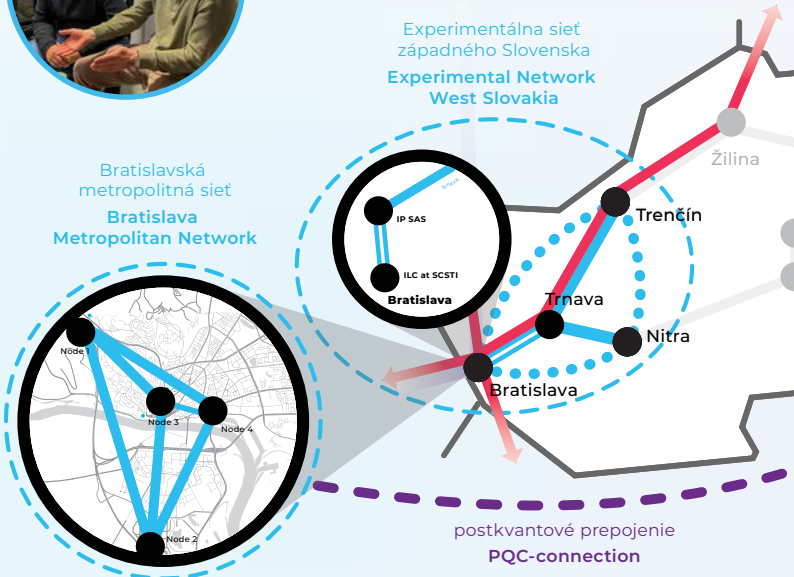 Experimentálna sieť
západného Slovenska
Experimental Network
West Slovakia
Žilina
Bratislavská
metropolitná sieť
Bratislava
Metropolitan Network
Trnava
IP SAS
ILC at SCSTI
Bratislava
Trenčín
Trnava
Nitra
Bratislava
Node 1
Node 3
Node 4
Node 2
postkvantové prepojenie
PQC-connection